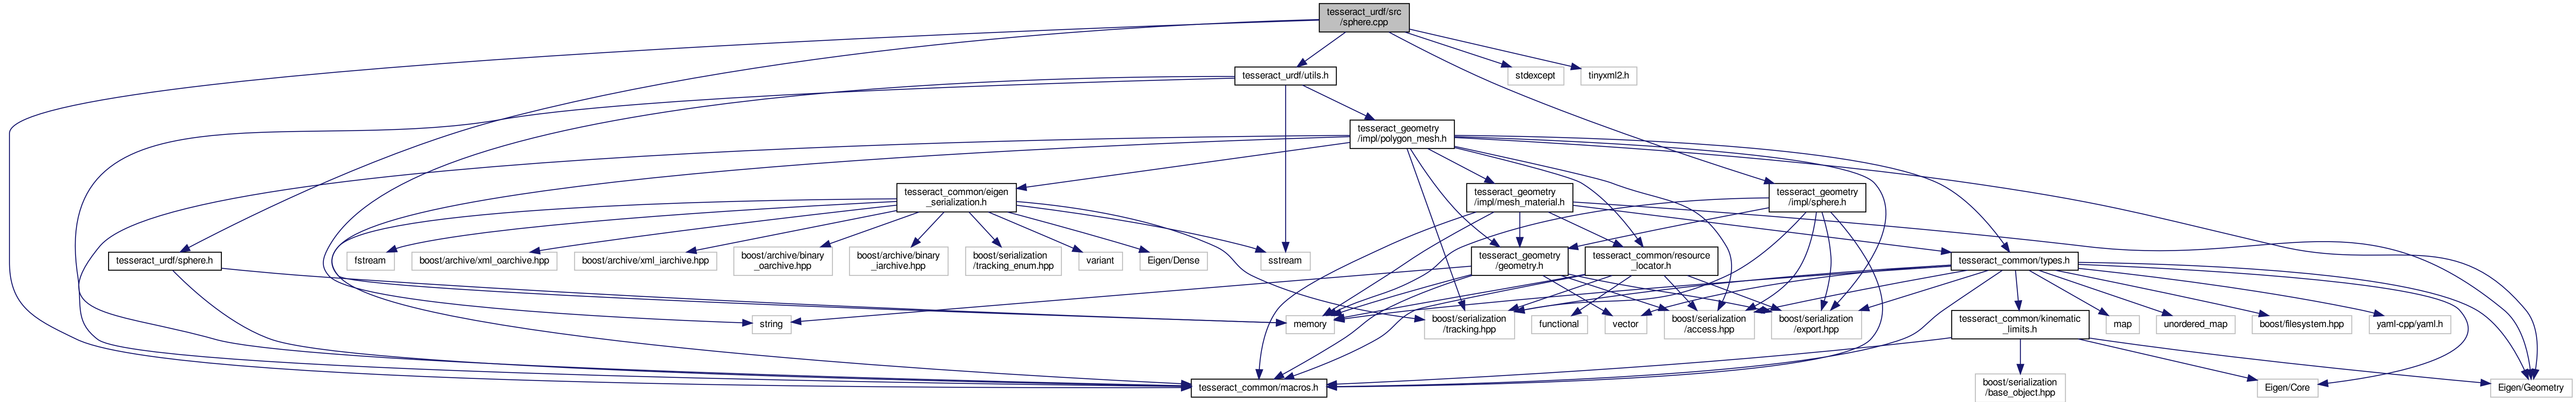 tesseract_urdf/src
/sphere.cpp
tesseract_urdf/utils.h
stdexcept
tinyxml2.h
tesseract_geometry
/impl/polygon_mesh.h
tesseract_common/eigen
_serialization.h
tesseract_geometry
/impl/mesh_material.h
tesseract_geometry
/impl/sphere.h
tesseract_urdf/sphere.h
fstream
boost/archive/xml_oarchive.hpp
boost/archive/xml_iarchive.hpp
boost/archive/binary
_oarchive.hpp
boost/archive/binary
_iarchive.hpp
boost/serialization
/tracking_enum.hpp
variant
Eigen/Dense
sstream
tesseract_geometry
/geometry.h
tesseract_common/resource
_locator.h
tesseract_common/types.h
string
memory
boost/serialization
/tracking.hpp
functional
vector
boost/serialization
/access.hpp
boost/serialization
/export.hpp
tesseract_common/kinematic
_limits.h
map
unordered_map
boost/filesystem.hpp
yaml-cpp/yaml.h
tesseract_common/macros.h
boost/serialization
/base_object.hpp
Eigen/Core
Eigen/Geometry